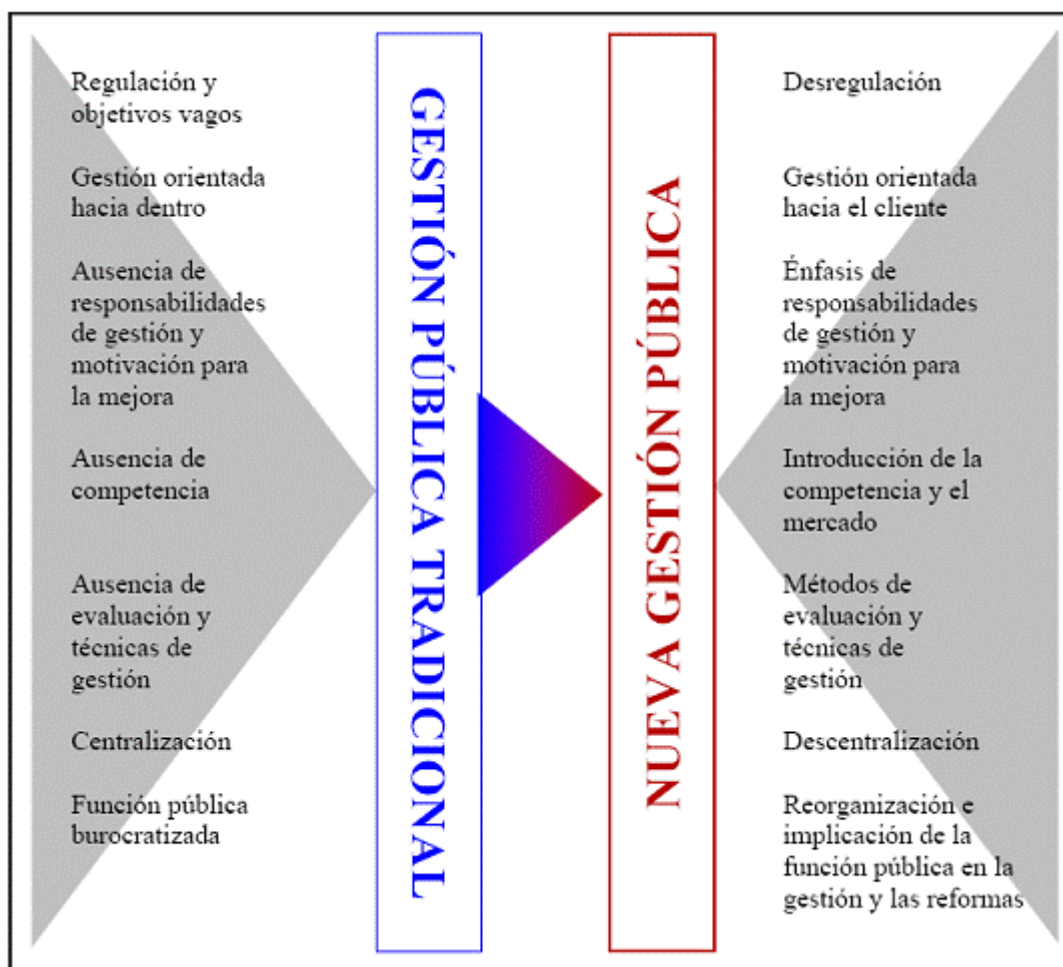 Regulación y
objetivos vagos
Gestión orientada
hacia dentro
Ausencia de
responsabilidades
de gestión y
motivación para
la mejora
Ausencia de
competencia
Ausencia de
evaluación y
técnicas de
gestión
Centralización
Función pública
burocratizada
GESTIÓN PÚBLICA TRADICIONAL
NUEVA GESTIÓN PÚBLICA
Desregulación
Gestión orientada
hacia el cliente
Énfasis de
responsabilidades
de gestión y
motivación para
la mejora
Introducción de la
competencia y el
mercado
Métodos de
evaluación y
técnicas de
gestión
Descentralización
Reorganización e
implicación de la
función pública en la
gestión y las reformas